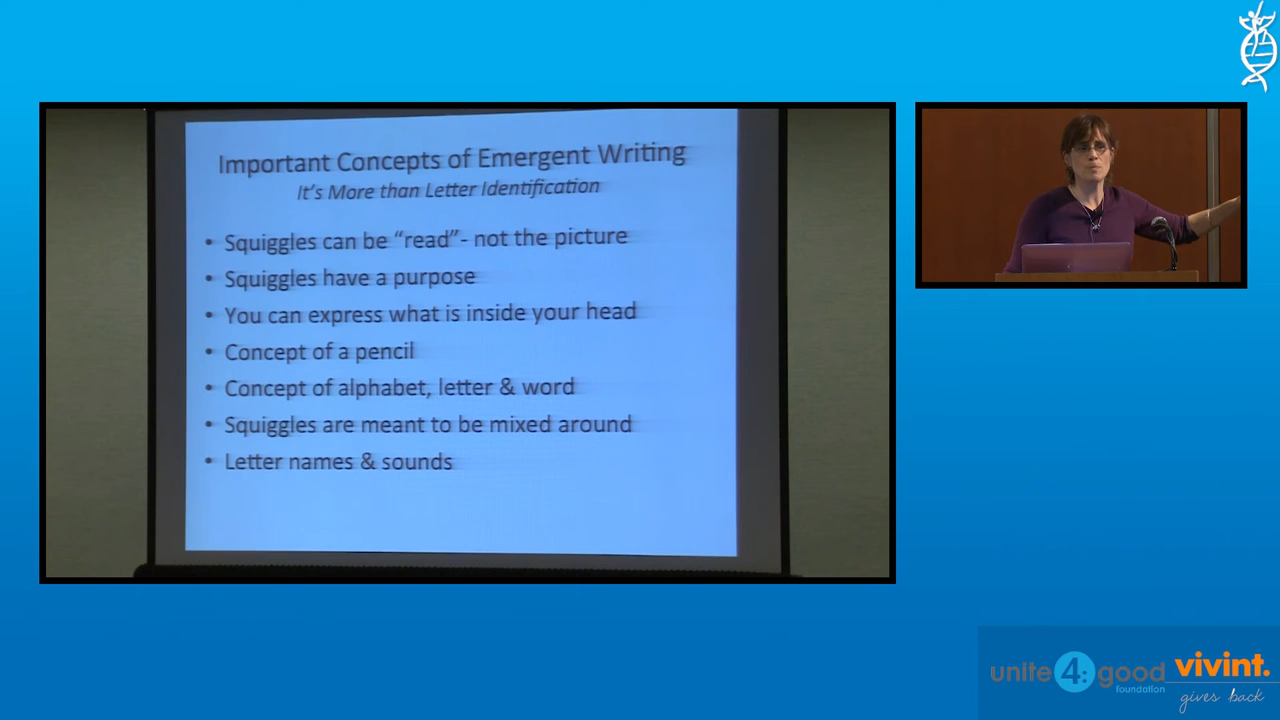 Important Concepts of Emergent Writing
It's More than Letter Identification
• Squiggles can be “read”- not the picture
• Squiggles have a purpose
• You can express what is inside your head
• Concept of a pencil
• Concept of alphabet, letter & word
• Squiggles are meant to be mixed around
• Letter names & sounds
unite 4: good
foundation
vivint.
gives back